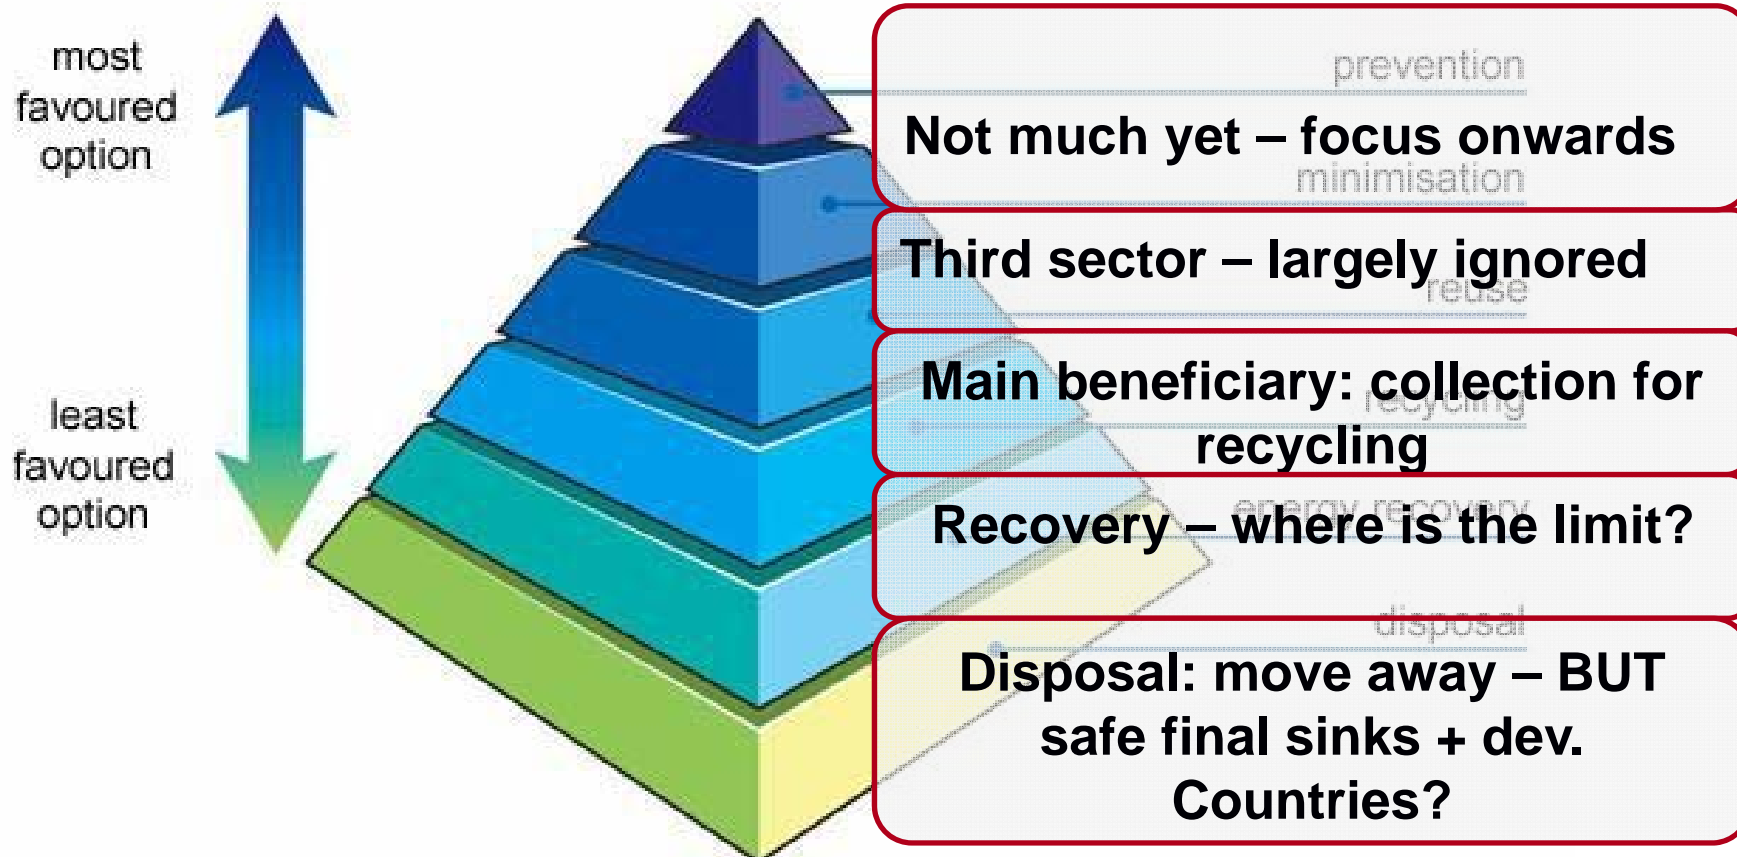 most
favoured
option
least
favoured
option
prevention
Not much yet – focus onwards
minimisation
Third sector – largely ignored
reuse
Main beneficiary: collection for
recycling
recycling
energy recovery
Recovery – where is the limit?
disposal
Disposal: move away – BUT
safe final sinks + dev.
Countries?